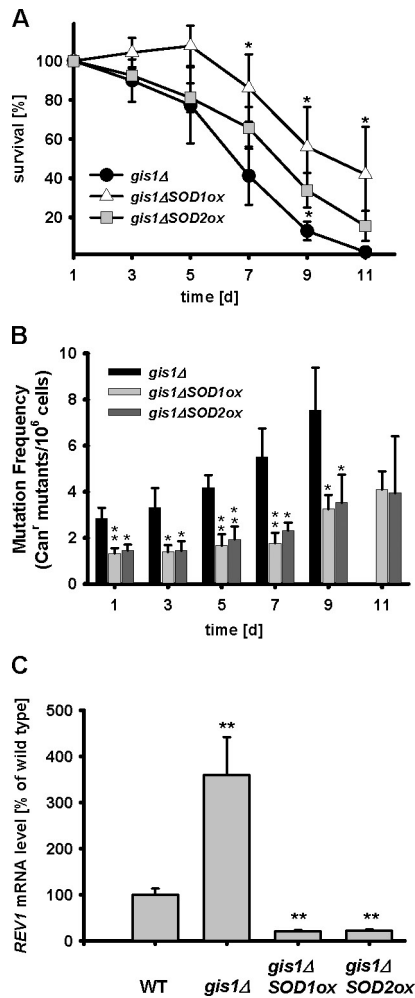 A
survival [%]
100
80
60
40
20
gis1Δ
gis1ΔSOD1ox
gis1ΔSOD2ox
*
*
*
*
1 3 5 7 9 11
time [d]
B
Mutation Frequency
(Canʳ mutants/10⁶ cells)
10
8
6
4
2
0
gis1Δ
gis1ΔSOD1ox
gis1ΔSOD2ox
** * * * ** ** ** * * *
1 3 5 7 9 11
time [d]
C
REV1 mRNA level [% of wild type]
500
400
300
200
100
0
**
** **
WT gis1Δ gis1Δ SOD1ox gis1Δ SOD2ox